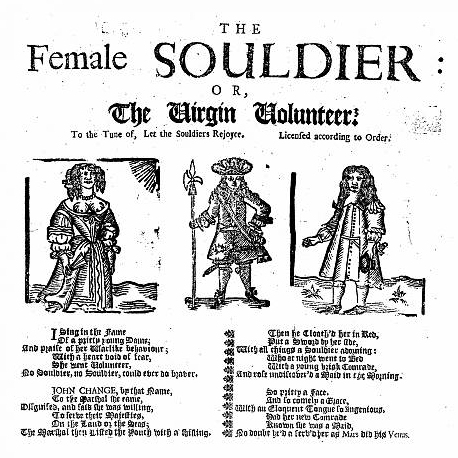 THE
Female SOULDIER:
OR,
The Virgin Volunteer:
To the Tune of, Let the Souldiers Rejoyce. Licensed according to Order.
I Sing in the Fame
Of a pritty young Dame,
And praise of her Warlike behaviour;
With a heart void of fear,
She went Volunteer,
No Souldier, no Souldier, could ever do braver.
JOHN CHANGE, by that Name,
To the Marshal she came,
Disguised, and said she was willing,
To serve their Majesties,
On the Land or the Seas;
The Marshal then Listed the Youth with a shilling.
Then he Cloath'd her in Red,
Put a Sword by her side,
With all things a Souldier adorning:
Who at night went to Bed
With a young brisk Comrade,
And rose undiscover'd a Maid in the Morning.
So pritty a Face,
And so comely a Grace,
With an Eloquent Tongue so Ingenious,
Had her new Comrade
Known she was a Maid,
No doubt he'd a serv'd her as Mars did his Venus.